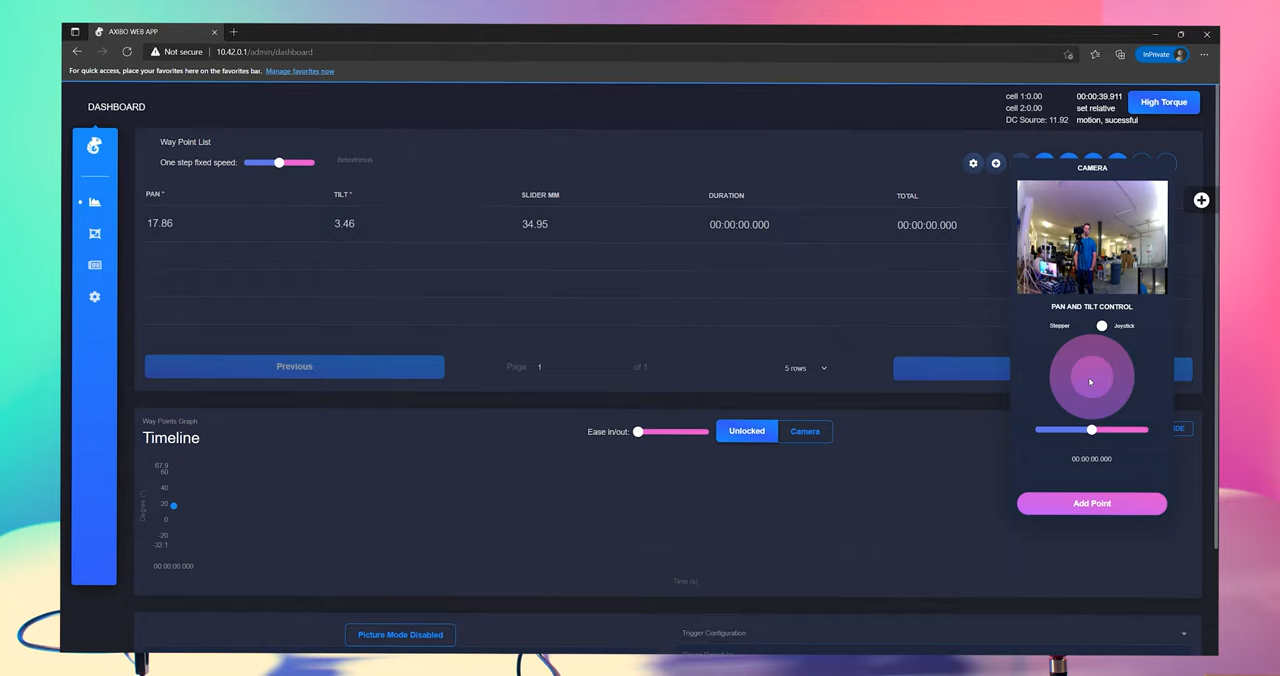 AXIBO WEB APP
Not secure
10.42.0.1/admin/dashboard
InPrivate
For quick access, place your favorites here on the favorites bar. Manage favorites now
DASHBOARD
cell 1:0.00
cell 2:0.00
DC Source: 11.92
00:00:39.911
set relative
motion, sucessful
High Torque
Way Point List
One step fixed speed:
CAMERA
PAN °
TILT °
SLIDER MM
DURATION
TOTAL
17.86
3.46
34.95
00:00:00.000
00:00:00.000
PAN AND TILT CONTROL
Stepper
Joystick
Previous
Page
1
of 1
5 rows
Way Points Graph
Timeline
Ease in/out:
Unlocked
Camera
00:00:00.000
Add Point
67.9
60
40
20
0
-20
-32.1
Degree (°)
00:00:00.000
Time (s)
Picture Mode Disabled
Trigger Configuration